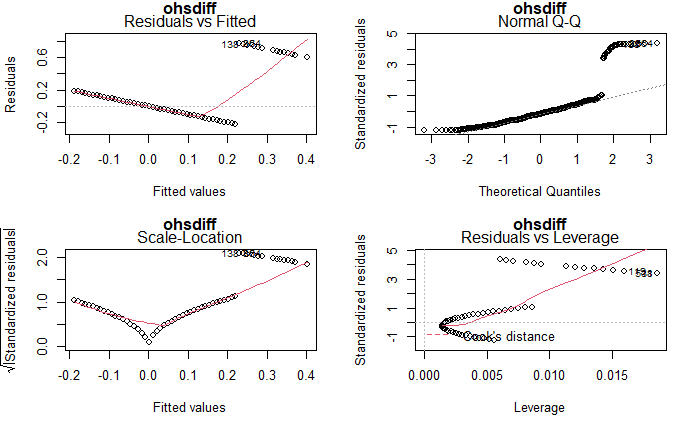 ohsdiff
Residuals vs Fitted
Residuals
-0.2 0.2 0.6
138
-0.2 -0.1 0.0 0.1 0.2 0.3 0.4
Fitted values
ohsdiff
Normal Q-Q
Standardized residuals
-1 1 3 5
-3 -2 -1 0 1 2 3
Theoretical Quantiles
ohsdiff
Scale-Location
√|Standardized residuals|
0.0 1.0 2.0
138
-0.2 -0.1 0.0 0.1 0.2 0.3 0.4
Fitted values
ohsdiff
Residuals vs Leverage
Standardized residuals
-1 1 3 5
Cook's distance
0.000 0.005 0.010 0.015
Leverage